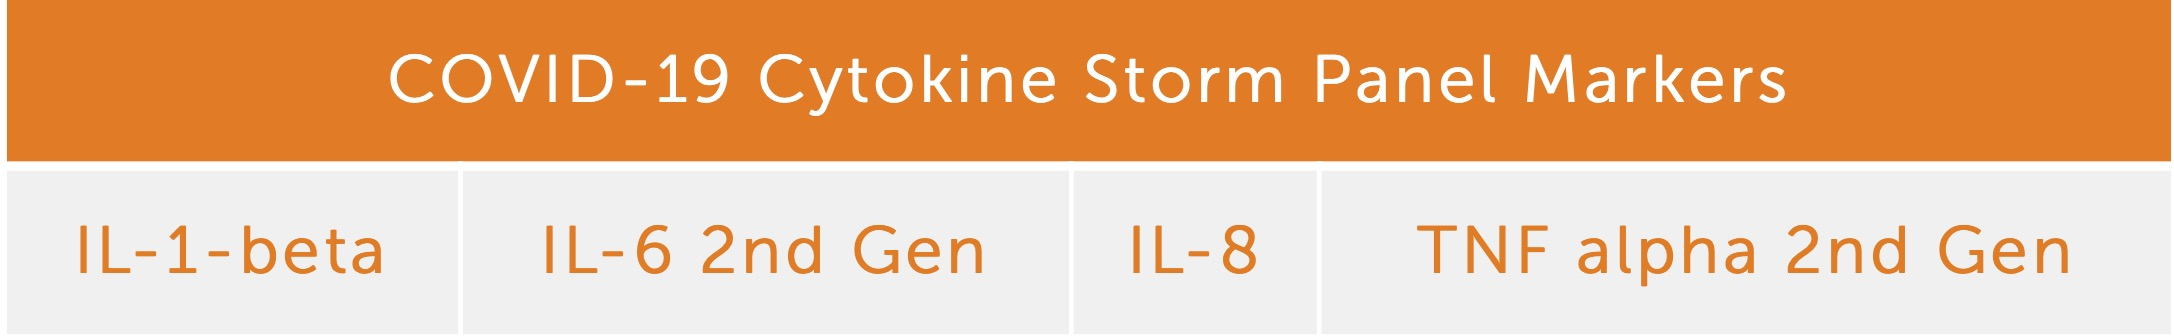 COVID-19 Cytokine Storm Panel Markers
IL-1-beta IL-6 2nd Gen IL-8 TNF alpha 2nd Gen